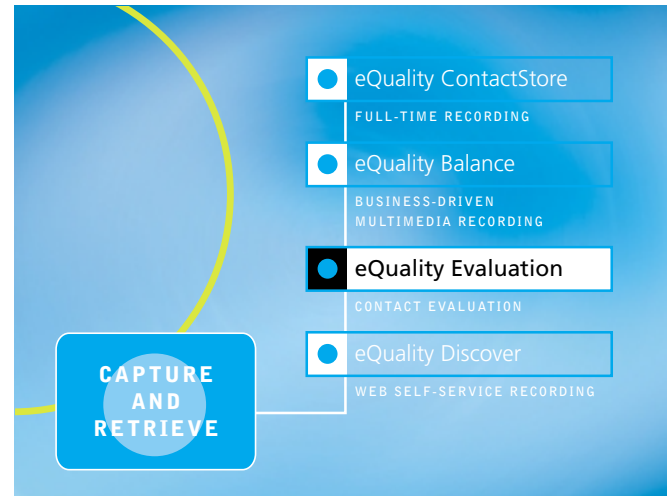 eQuality ContactStore
FULL-TIME RECORDING
eQuality Balance
BUSINESS-DRIVEN
MULTIMEDIA RECORDING
eQuality Evaluation
CONTACT EVALUATION
eQuality Discover
WEB SELF-SERVICE RECORDING
CAPTURE
AND
RETRIEVE